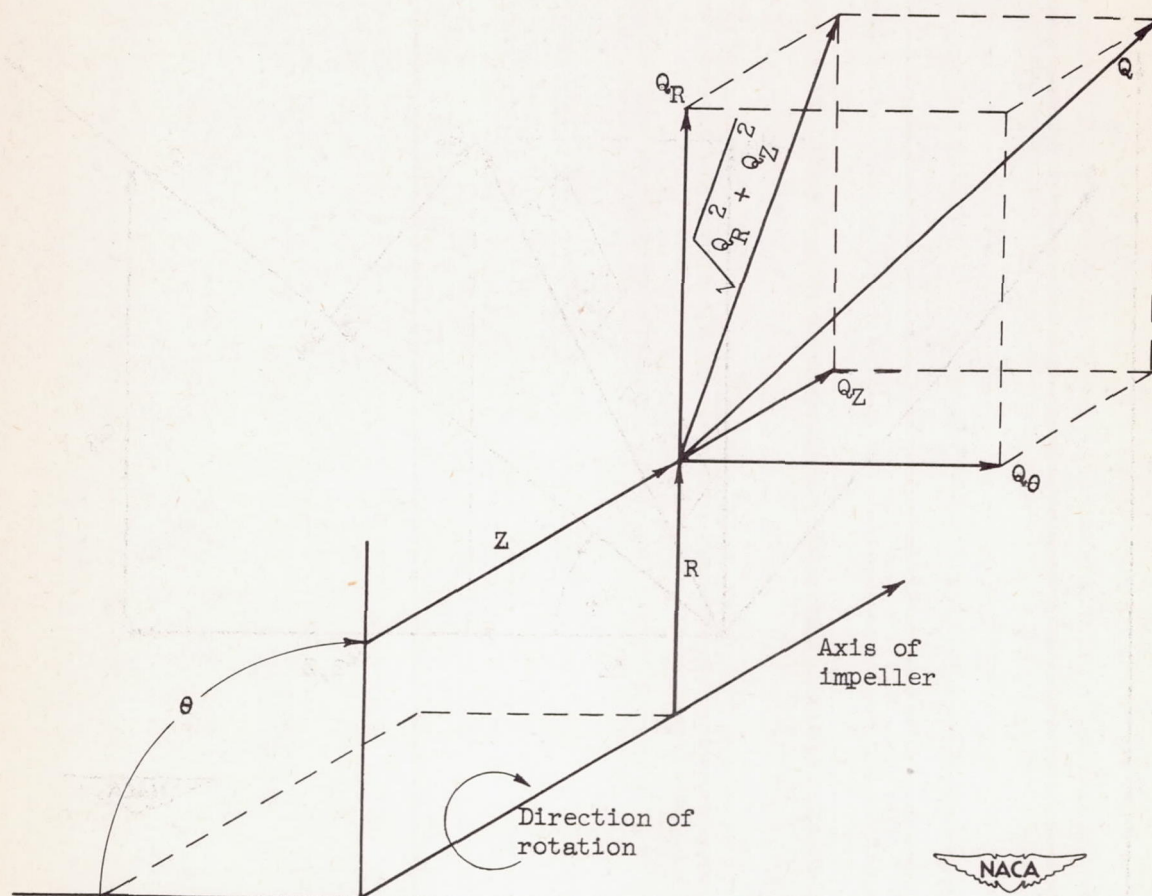 Q_R
√(Q_R^2 + Q_Z^2)
Q
Q_Z
Q_θ
Z
R
θ
Axis of
impeller
Direction of
rotation
NACA